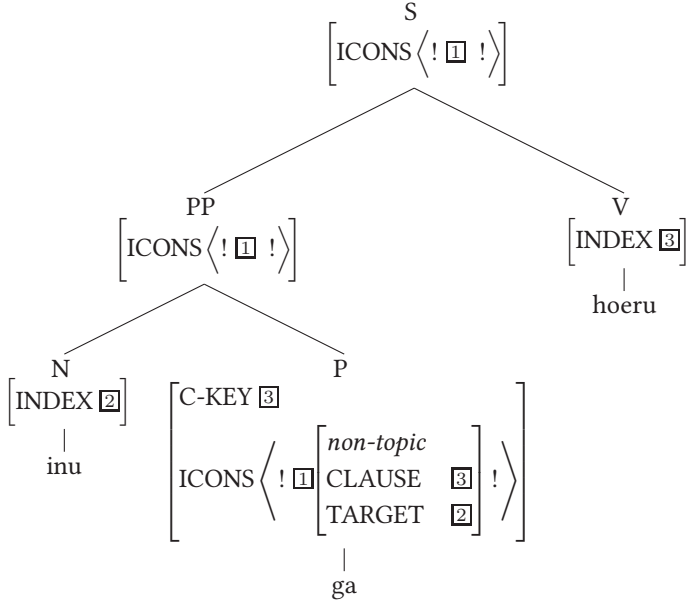 S
[ICONS ⟨! 1 !⟩]
PP
[ICONS ⟨! 1 !⟩]
V
[INDEX 3]
hoeru
N
[INDEX 2]
inu
P
C-KEY 3
non-topic
ICONS ⟨! 1 CLAUSE 3 !⟩
TARGET 2
ga